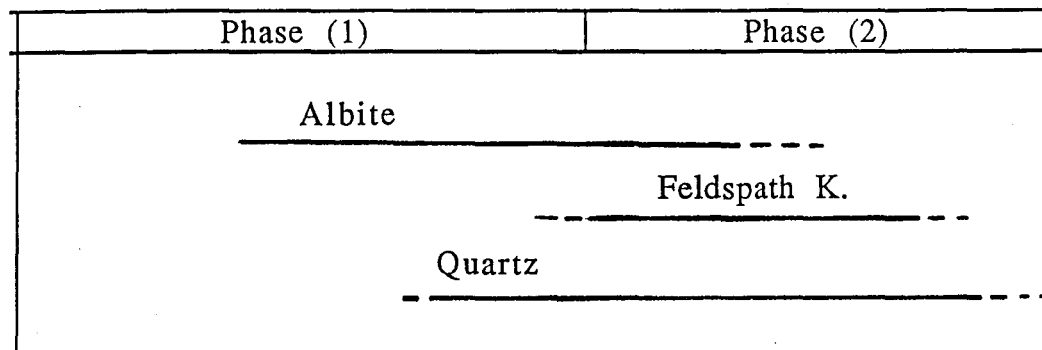 Phase (1) Phase (2)
Albite
Feldspath K.
Quartz